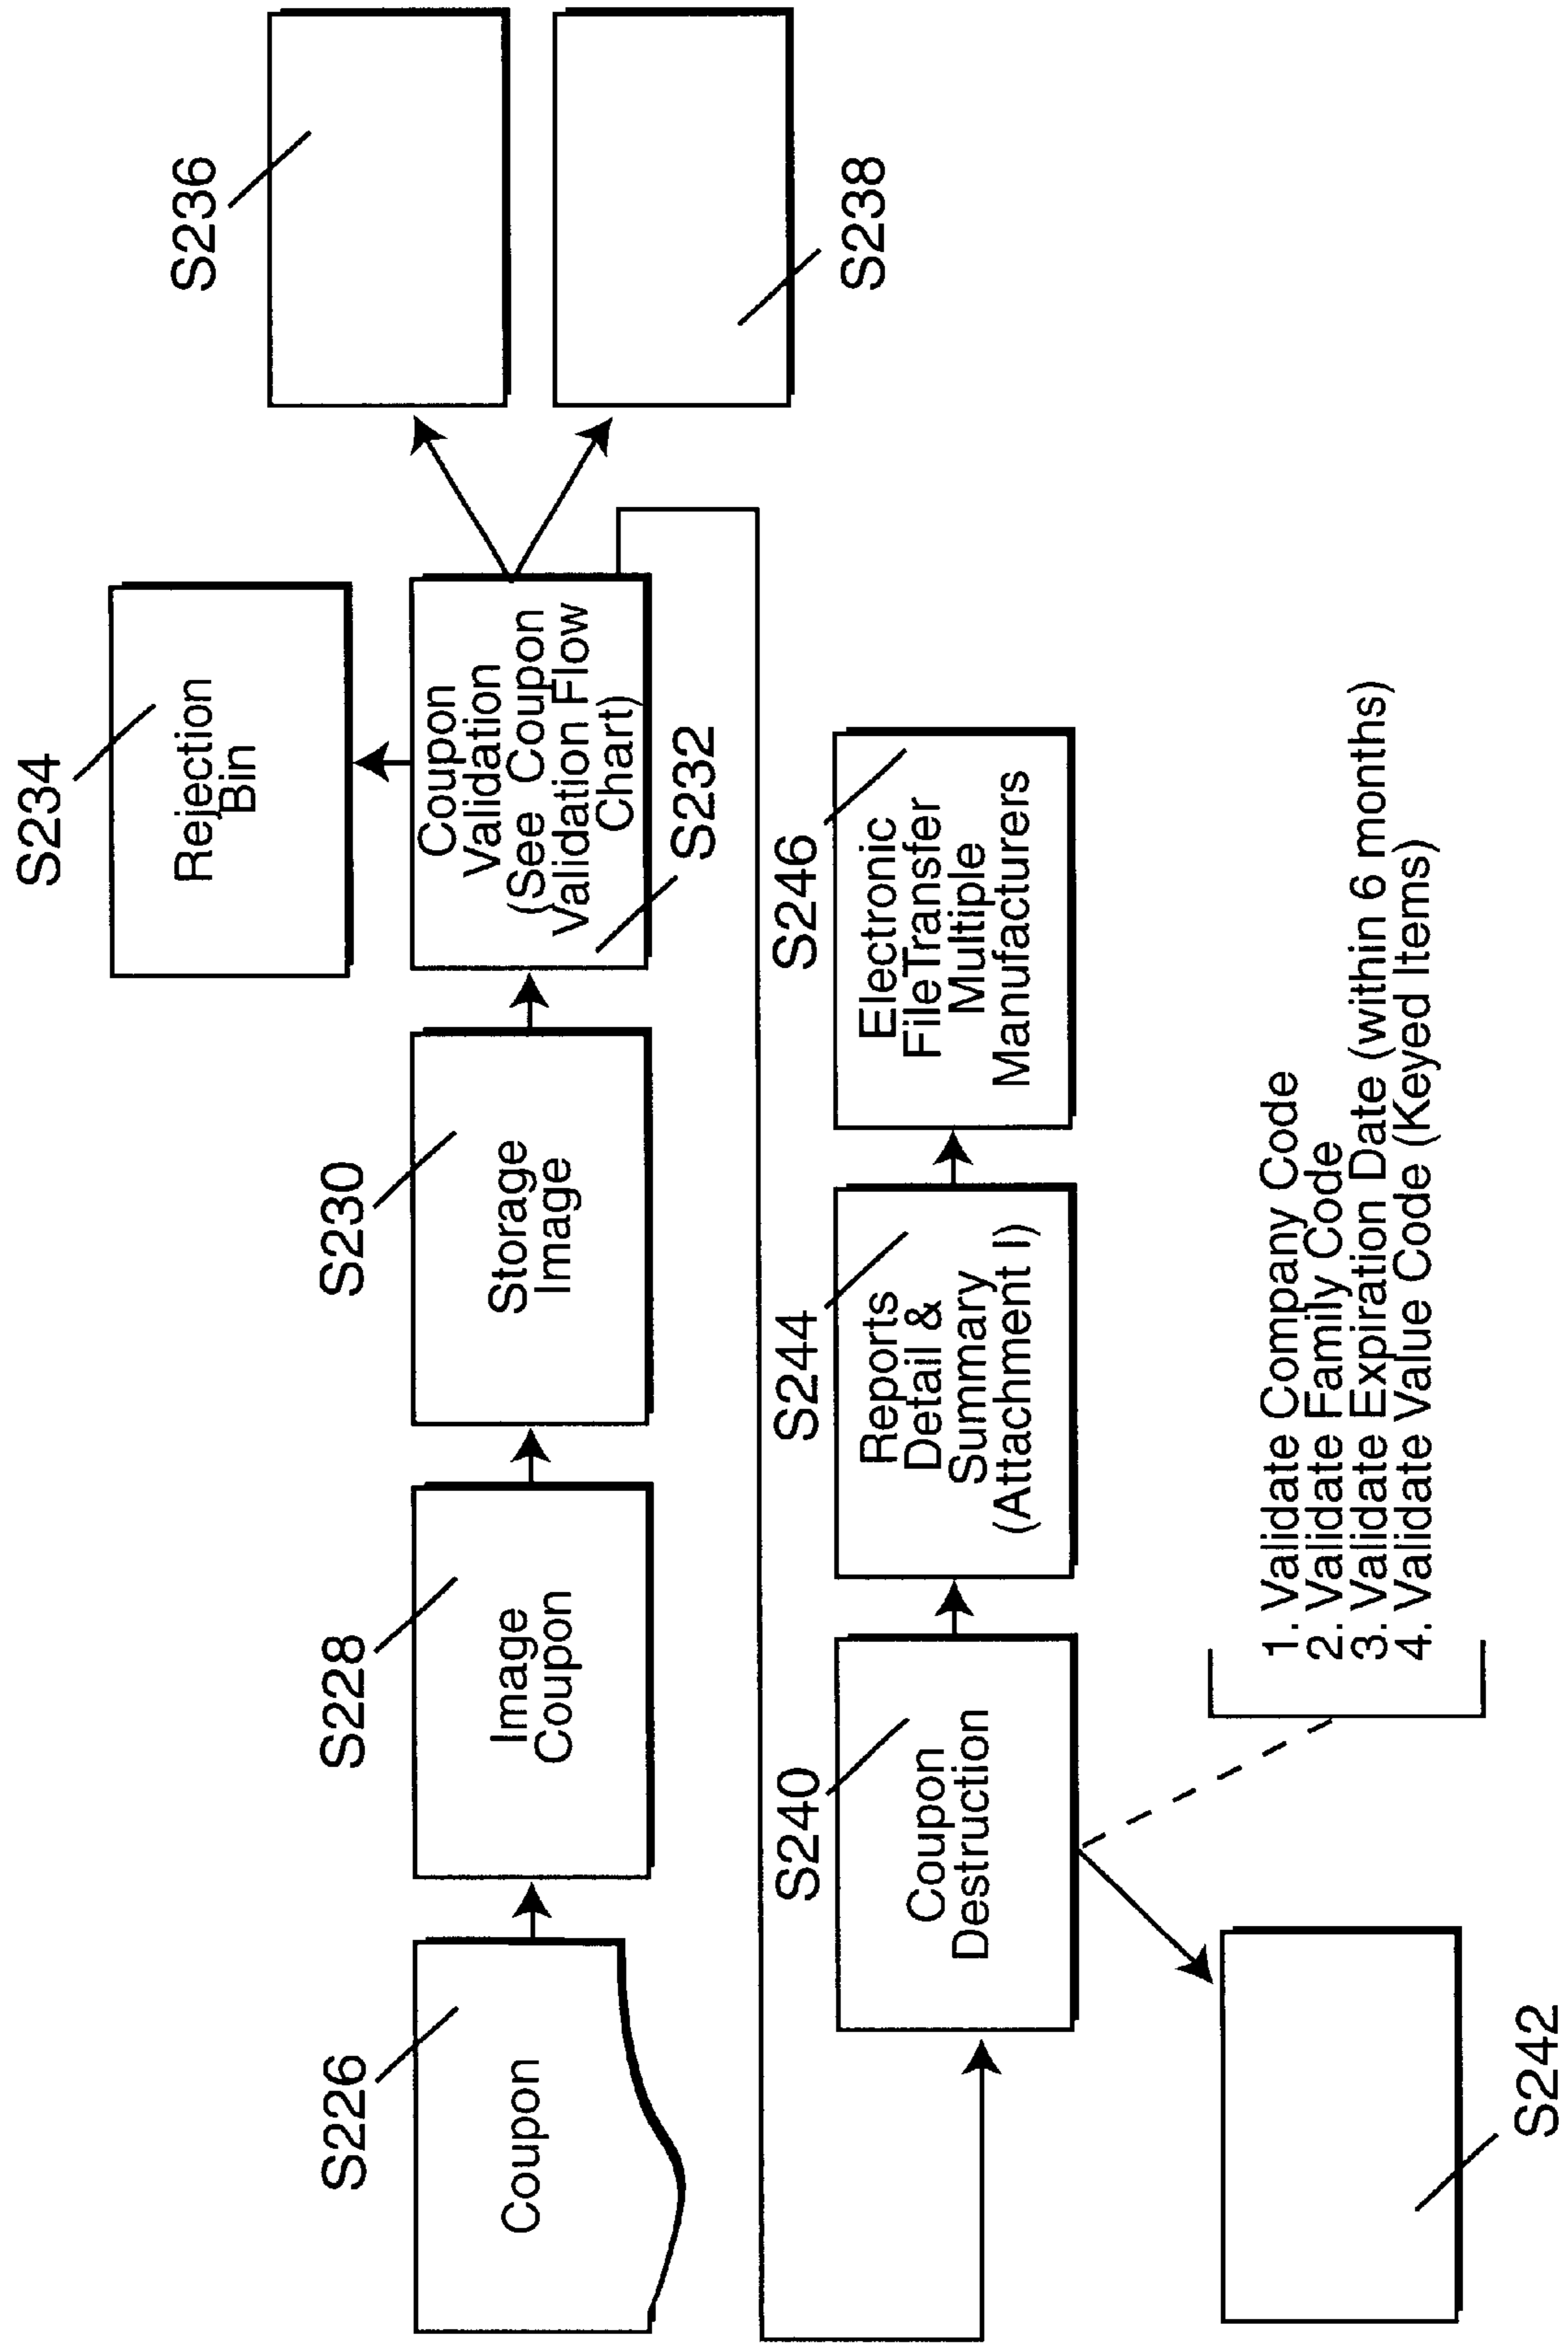 S226
Coupon
S228
Image
Coupon
S230
Storage
Image
S232
Coupon
Validation
(See Coupon
Validation Flow
Chart)
S234
Rejection
Bin
S236
S238
S240
Coupon
Destruction
S244
Reports
Detail &
Summary
(Attachment I)
S246
Electronic
FileTransfer
Multiple
Manufacturers
S242
1. Validate Company Code
2. Validate Family Code
3. Validate Expiration Date (within 6 months)
4. Validate Value Code (Keyed Items)